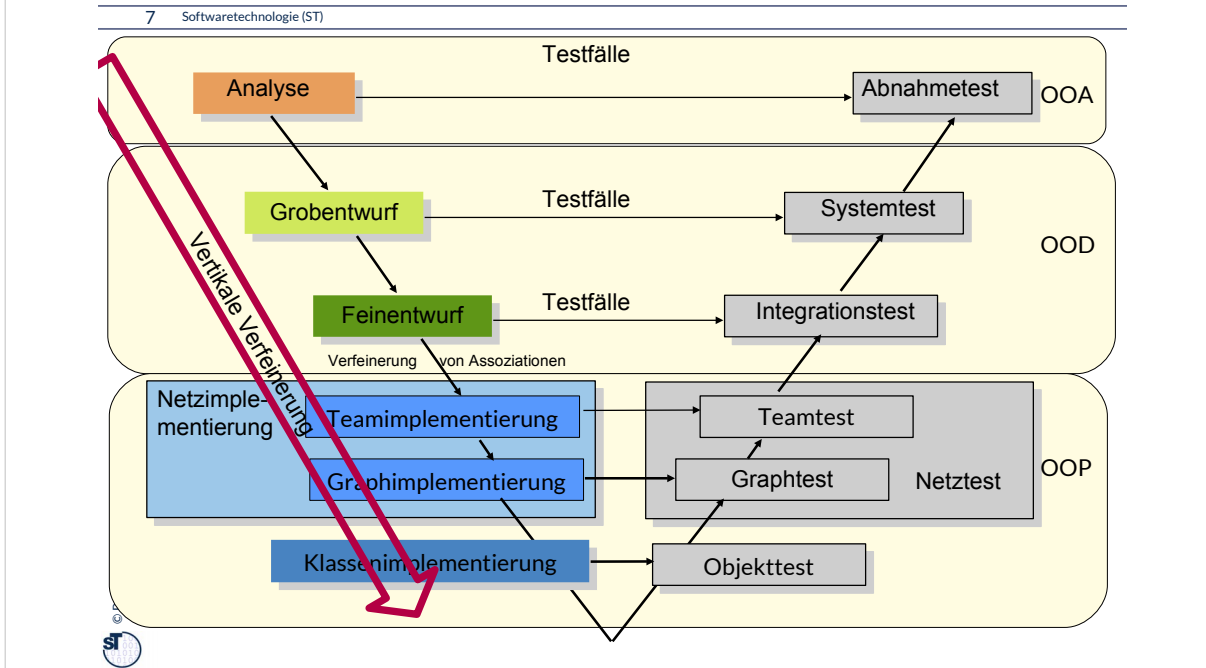 7 Softwaretechnologie (ST)
Testfälle
Analyse
Abnahmetest
OOA
Grobentwurf
Testfälle
Systemtest
OOD
Vertikale Verfeinerung
Feinentwurf
Testfälle
Integrationstest
Verfeinerung von Assoziationen
Netzimple-
mentierung
Teamimplementierung
Teamtest
Graphimplementierung
Graphtest
Netztest
OOP
Klassenimplementierung
Objekttest
©
ST